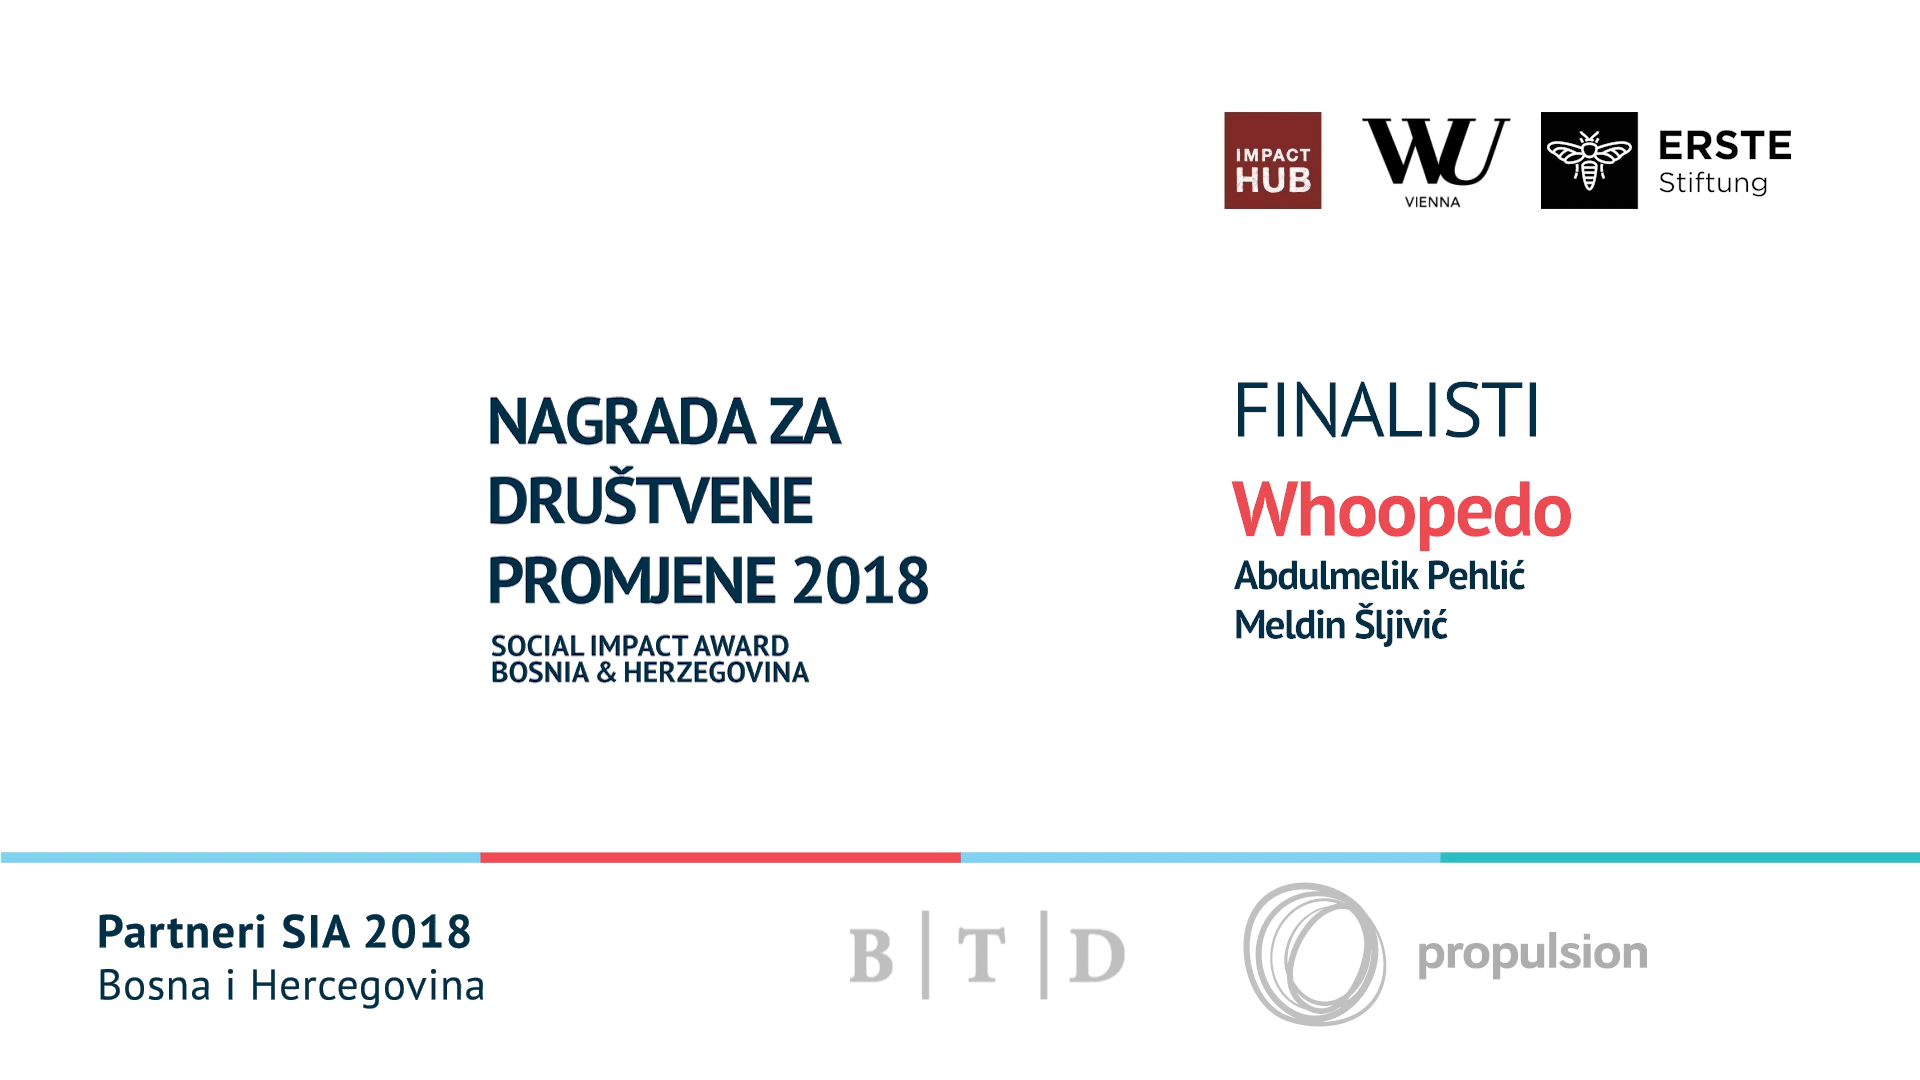 IMPACT
HUB
WU
VIENNA
ERSTE
Stiftung
NAGRADA ZA
DRUŠTVENE
PROMJENE 2018
SOCIAL IMPACT AWARD
BOSNIA & HERZEGOVINA
FINALISTI
Whoopedo
Abdulmelik Pehlić
Meldin Šljivić
Partneri SIA 2018
Bosna i Hercegovina
B|T|D
propulsion